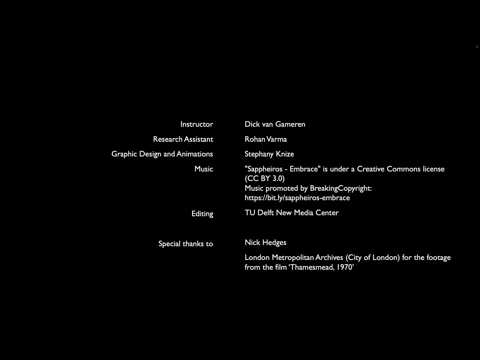 Instructor Dick van Gameren
Research Assistant Rohan Varma
Graphic Design and Animations Stephany Knize
Music "Sappheiros - Embrace" is under a Creative Commons license
(CC BY 3.0)
Music promoted by BreakingCopyright:
https://bit.ly/sappheiros-embrace
Editing TU Delft New Media Center
Special thanks to Nick Hedges
London Metropolitan Archives (City of London) for the footage
from the film 'Thamesmead, 1970'